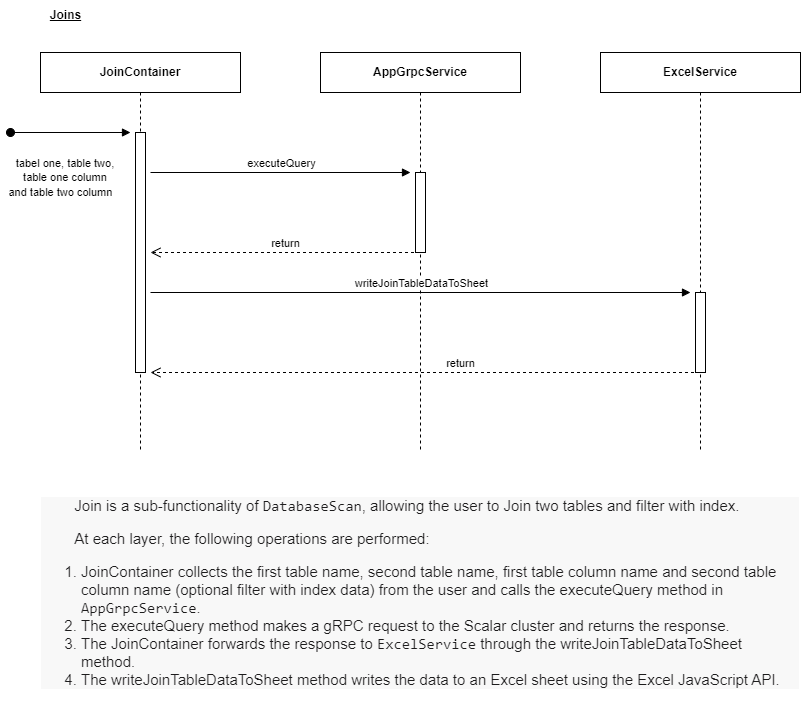 Joins
JoinContainer
AppGrpcService
ExcelService
tabel one, table two,
table one column
and table two column
executeQuery
return
writeJoinTableDataToSheet
return
Join is a sub-functionality of DatabaseScan, allowing the user to Join two tables and filter with index.
At each layer, the following operations are performed:
1. JoinContainer collects the first table name, second table name, first table column name and second table
column name (optional filter with index data) from the user and calls the executeQuery method in
AppGrpcService.
2. The executeQuery method makes a gRPC request to the Scalar cluster and returns the response.
3. The JoinContainer forwards the response to ExcelService through the writeJoinTableDataToSheet
method.
4. The writeJoinTableDataToSheet method writes the data to an Excel sheet using the Excel JavaScript API.